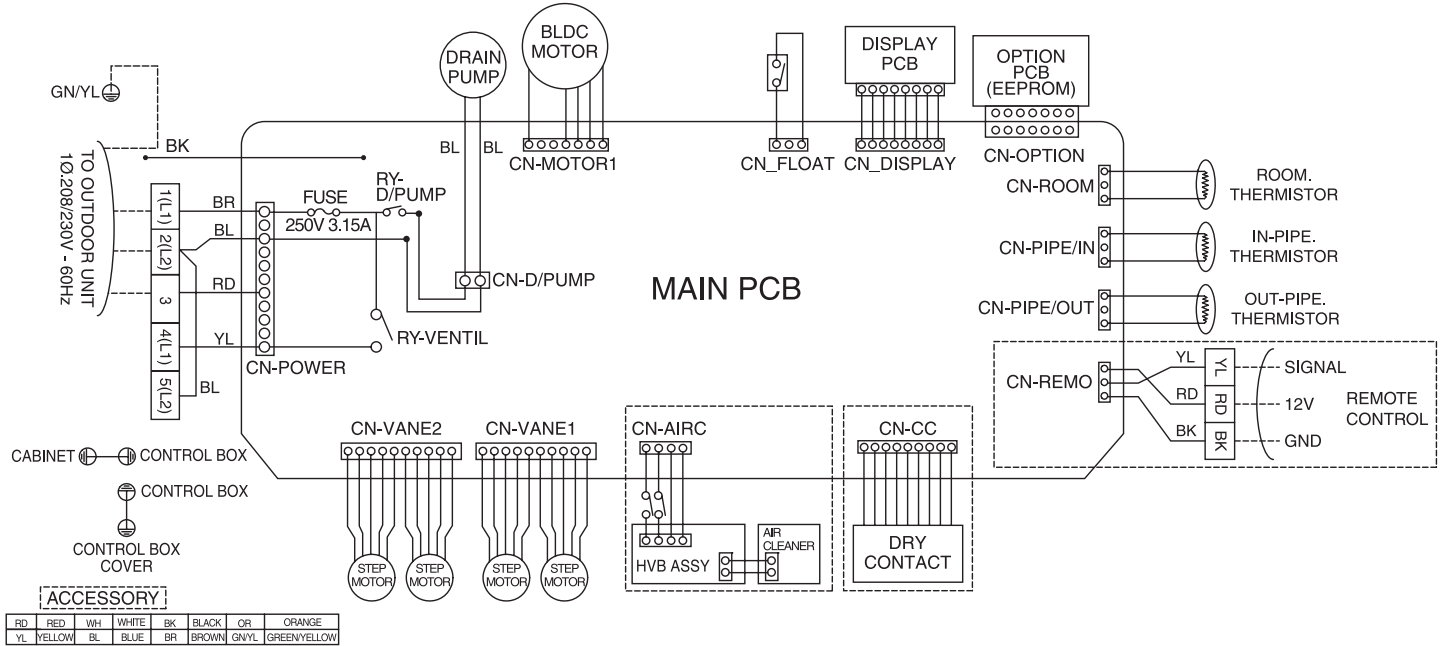 DRAIN
PUMP
BLDC
MOTOR
DISPLAY
PCB
OPTION
PCB
(EEPROM)
GN/YL
BK
BL
BL
CN-MOTOR1
CN_FLOAT
CN_DISPLAY
CN-OPTION
TO OUTDOOR UNIT
1Ø.208/230V - 60Hz
1(L1)
2(L2)
3
4(L1)
5(L2)
BR
BL
RD
YL
BL
CN-POWER
FUSE
250V 3.15A
RY-
D/PUMP
CN-D/PUMP
RY-VENTIL
MAIN PCB
CN-ROOM
ROOM.
THERMISTOR
CN-PIPE/IN
IN-PIPE.
THERMISTOR
CN-PIPE/OUT
OUT-PIPE.
THERMISTOR
CN-REMO
YL
RD
BK
YL
RD
BK
SIGNAL
12V
GND
REMOTE
CONTROL
CABINET
CONTROL BOX
CONTROL BOX
CONTROL BOX
COVER
CN-VANE2
CN-VANE1
CN-AIRC
CN-CC
STEP
MOTOR
STEP
MOTOR
STEP
MOTOR
STEP
MOTOR
HVB ASSY
AIR
CLEANER
DRY
CONTACT
ACCESSORY
RD RED WH WHITE BK BLACK OR ORANGE
YL YELLOW BL BLUE BR BROWN GN/YL GREEN/YELLOW